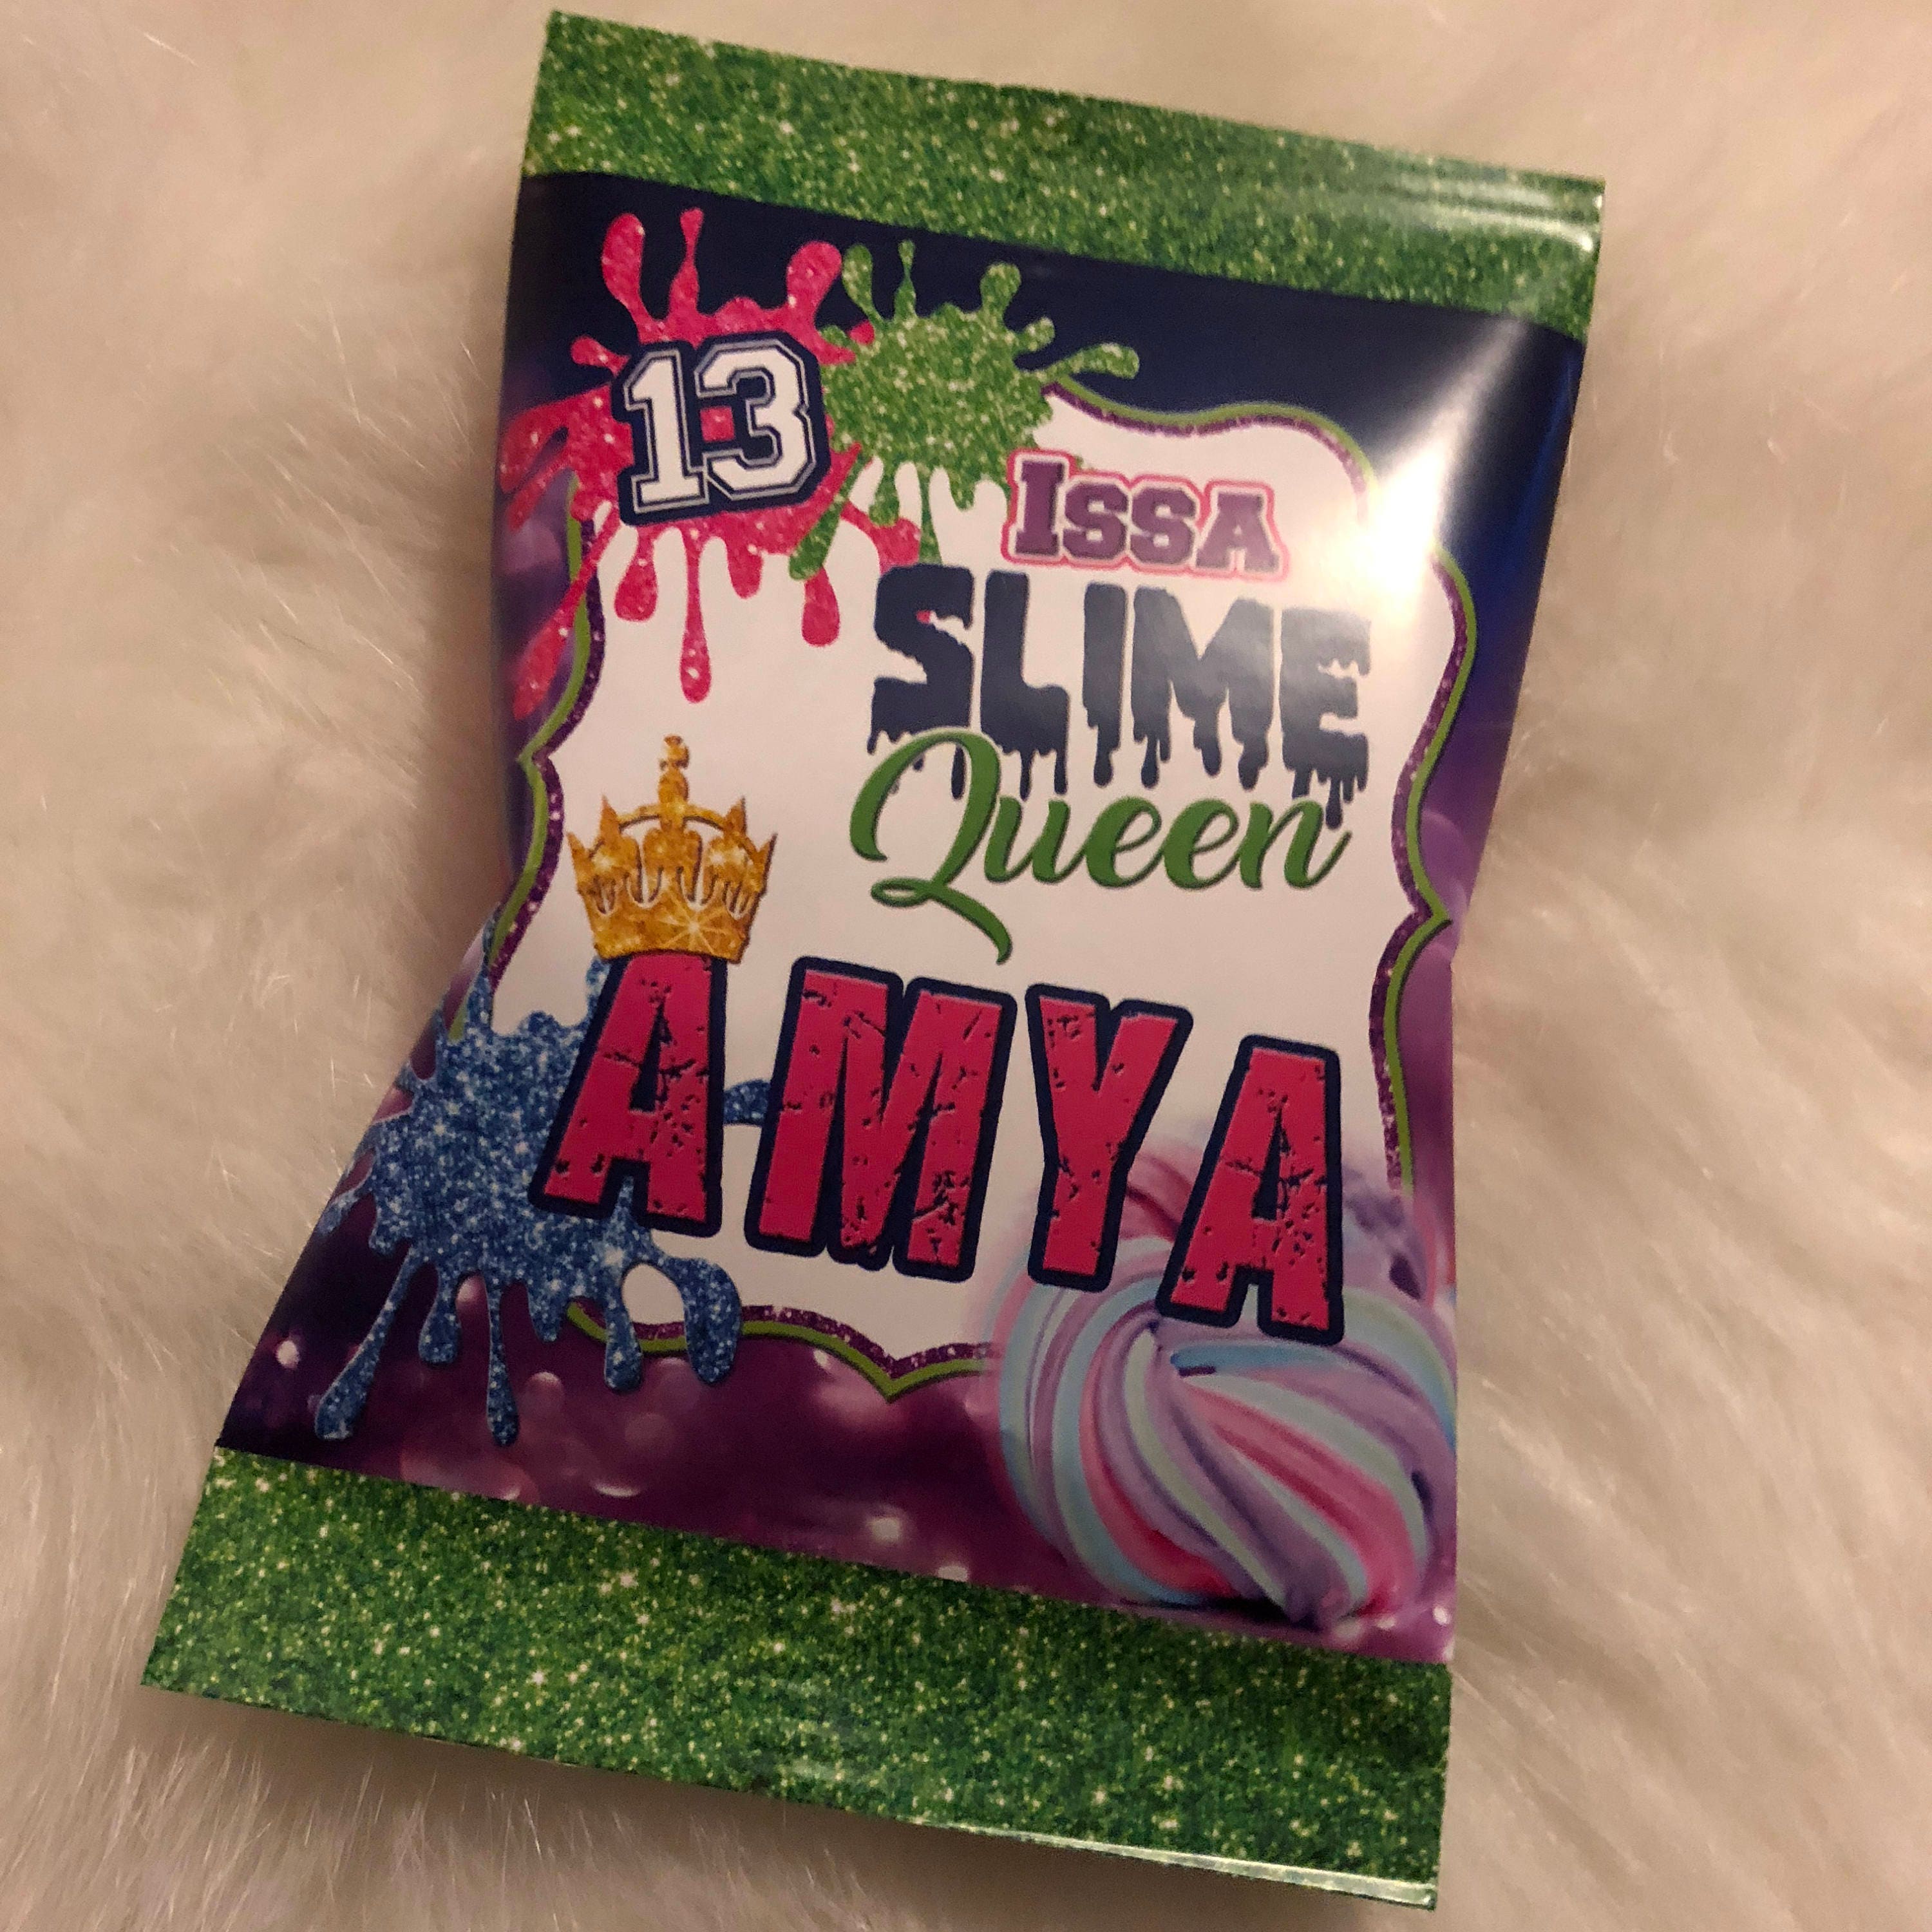 13
Issa
SLIME
Queen
AMYA